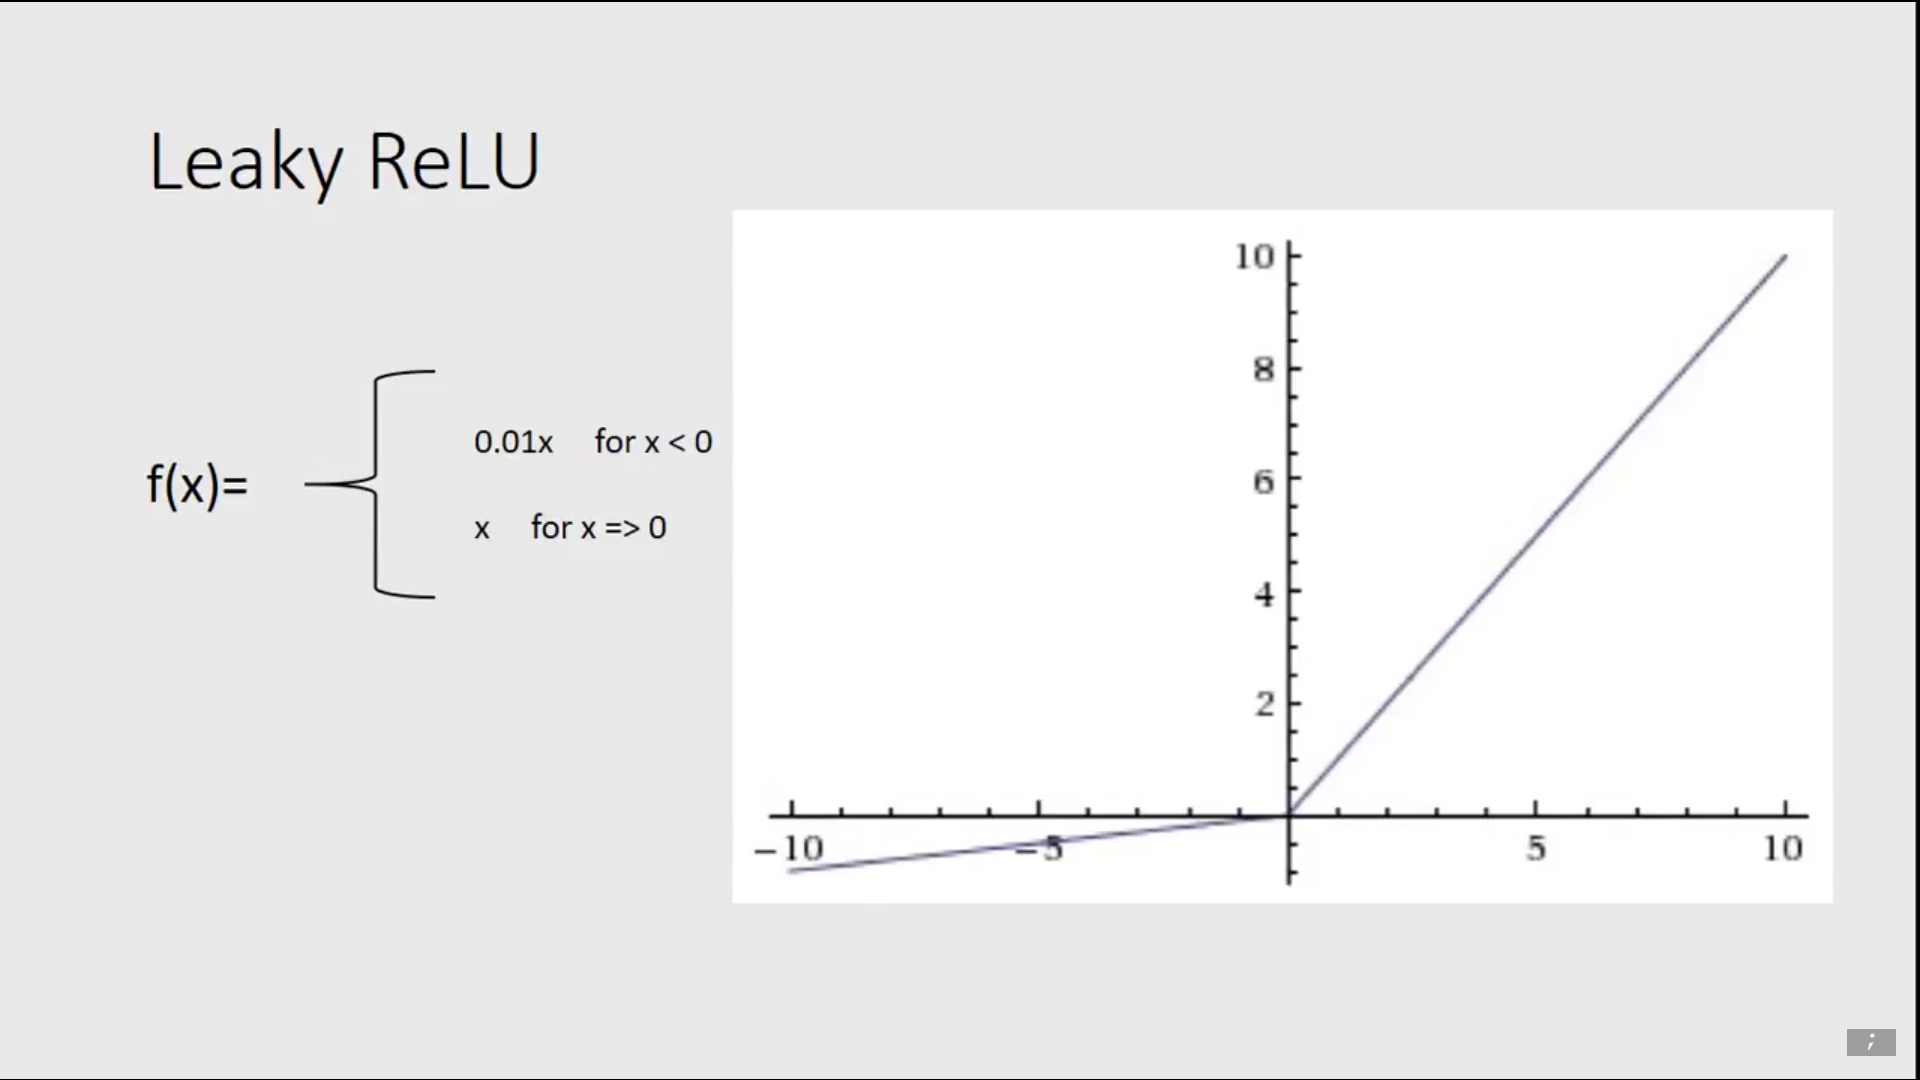 Leaky ReLU
f(x)=
0.01x for x < 0
x for x => 0
10
8
6
4
2
−10
−5
5
10
;